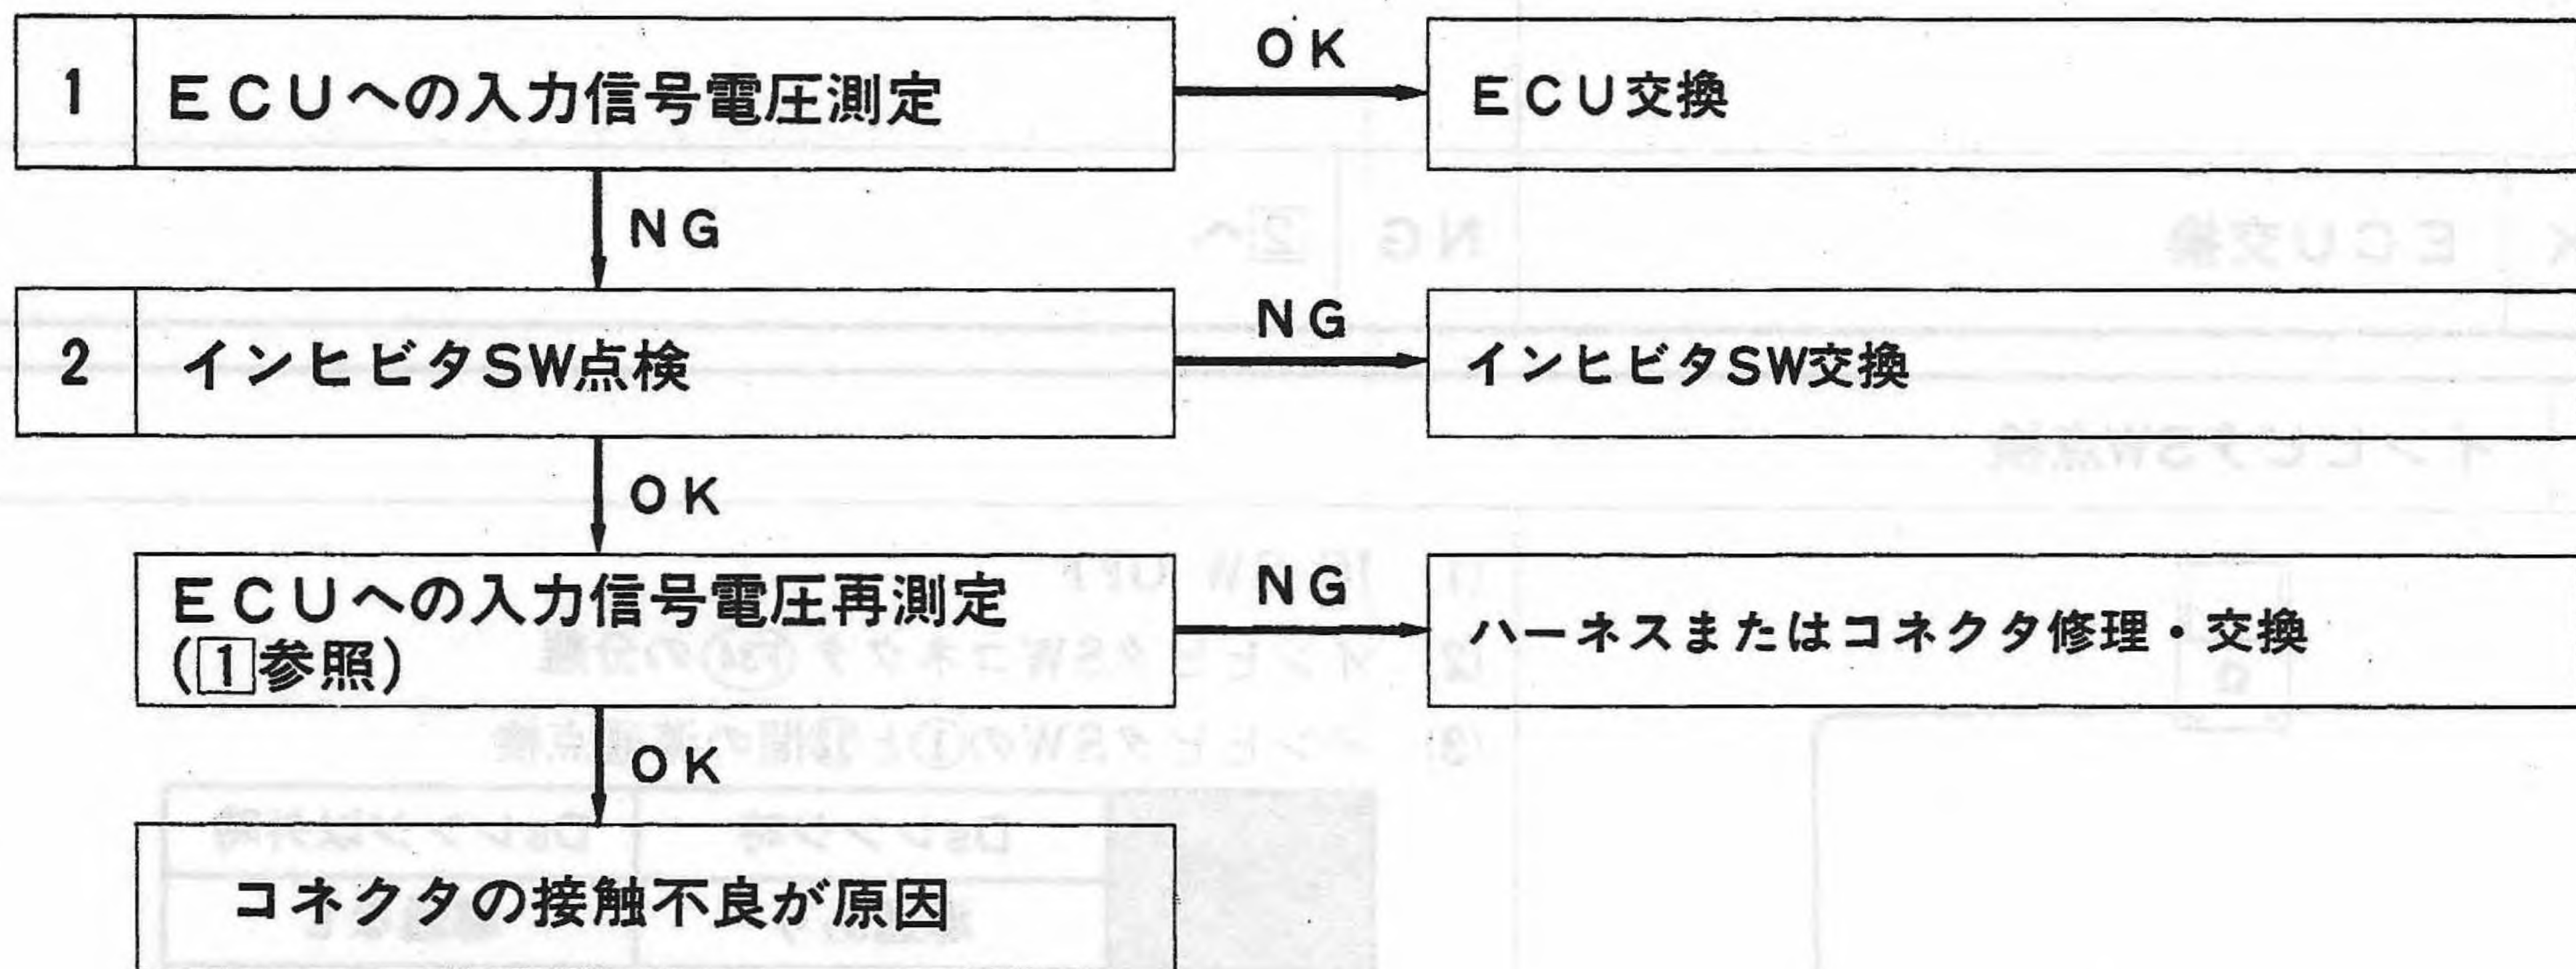 1 ECUへの入力信号電圧測定 OK ECU交換
NG
2 インヒビタSW点検 NG インヒビタSW交換
OK
ECUへの入力信号電圧再測定 NG ハーネスまたはコネクタ修理・交換
(1参照)
OK
コネクタの接触不良が原因